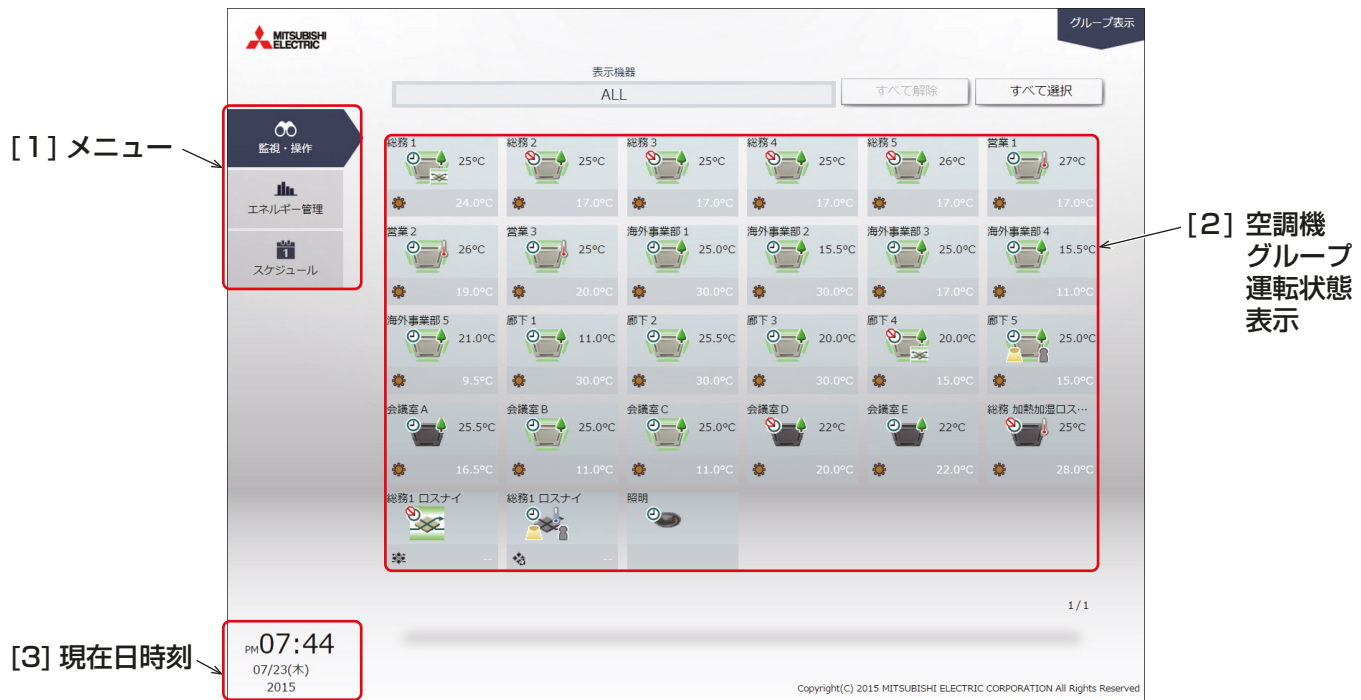 MITSUBISHI
ELECTRIC
グループ表示
表示機器
ALL
すべて解除
すべて選択
[1] メニュー
監視・操作
エネルギー管理
1
スケジュール
総務1 総務2 総務3 総務4 総務5 営業1
25°C 25°C 25°C 25°C 26°C 27°C
24.0°C 17.0°C 17.0°C 17.0°C 17.0°C 17.0°C
営業2 営業3 海外事業部1 海外事業部2 海外事業部3 海外事業部4
26°C 25°C 25.0°C 15.5°C 25.0°C 15.5°C
19.0°C 20.0°C 30.0°C 30.0°C 17.0°C 11.0°C
海外事業部5 廊下1 廊下2 廊下3 廊下4 廊下5
21.0°C 11.0°C 25.5°C 20.0°C 20.0°C 25.0°C
9.5°C 30.0°C 30.0°C 30.0°C 15.0°C 15.0°C
会議室A 会議室B 会議室C 会議室D 会議室E 総務 加熱加湿ロス…
25.5°C 25.0°C 25.0°C 22°C 22°C 25°C
16.5°C 11.0°C 11.0°C 20.0°C 22.0°C 28.0°C
総務1 ロスナイ 総務1 ロスナイ 照明
-- --
[2] 空調機
グループ
運転状態
表示
1/1
[3] 現在日時刻
PM07:44
07/23(木)
2015
Copyright(C) 2015 MITSUBISHI ELECTRIC CORPORATION All Rights Reserved